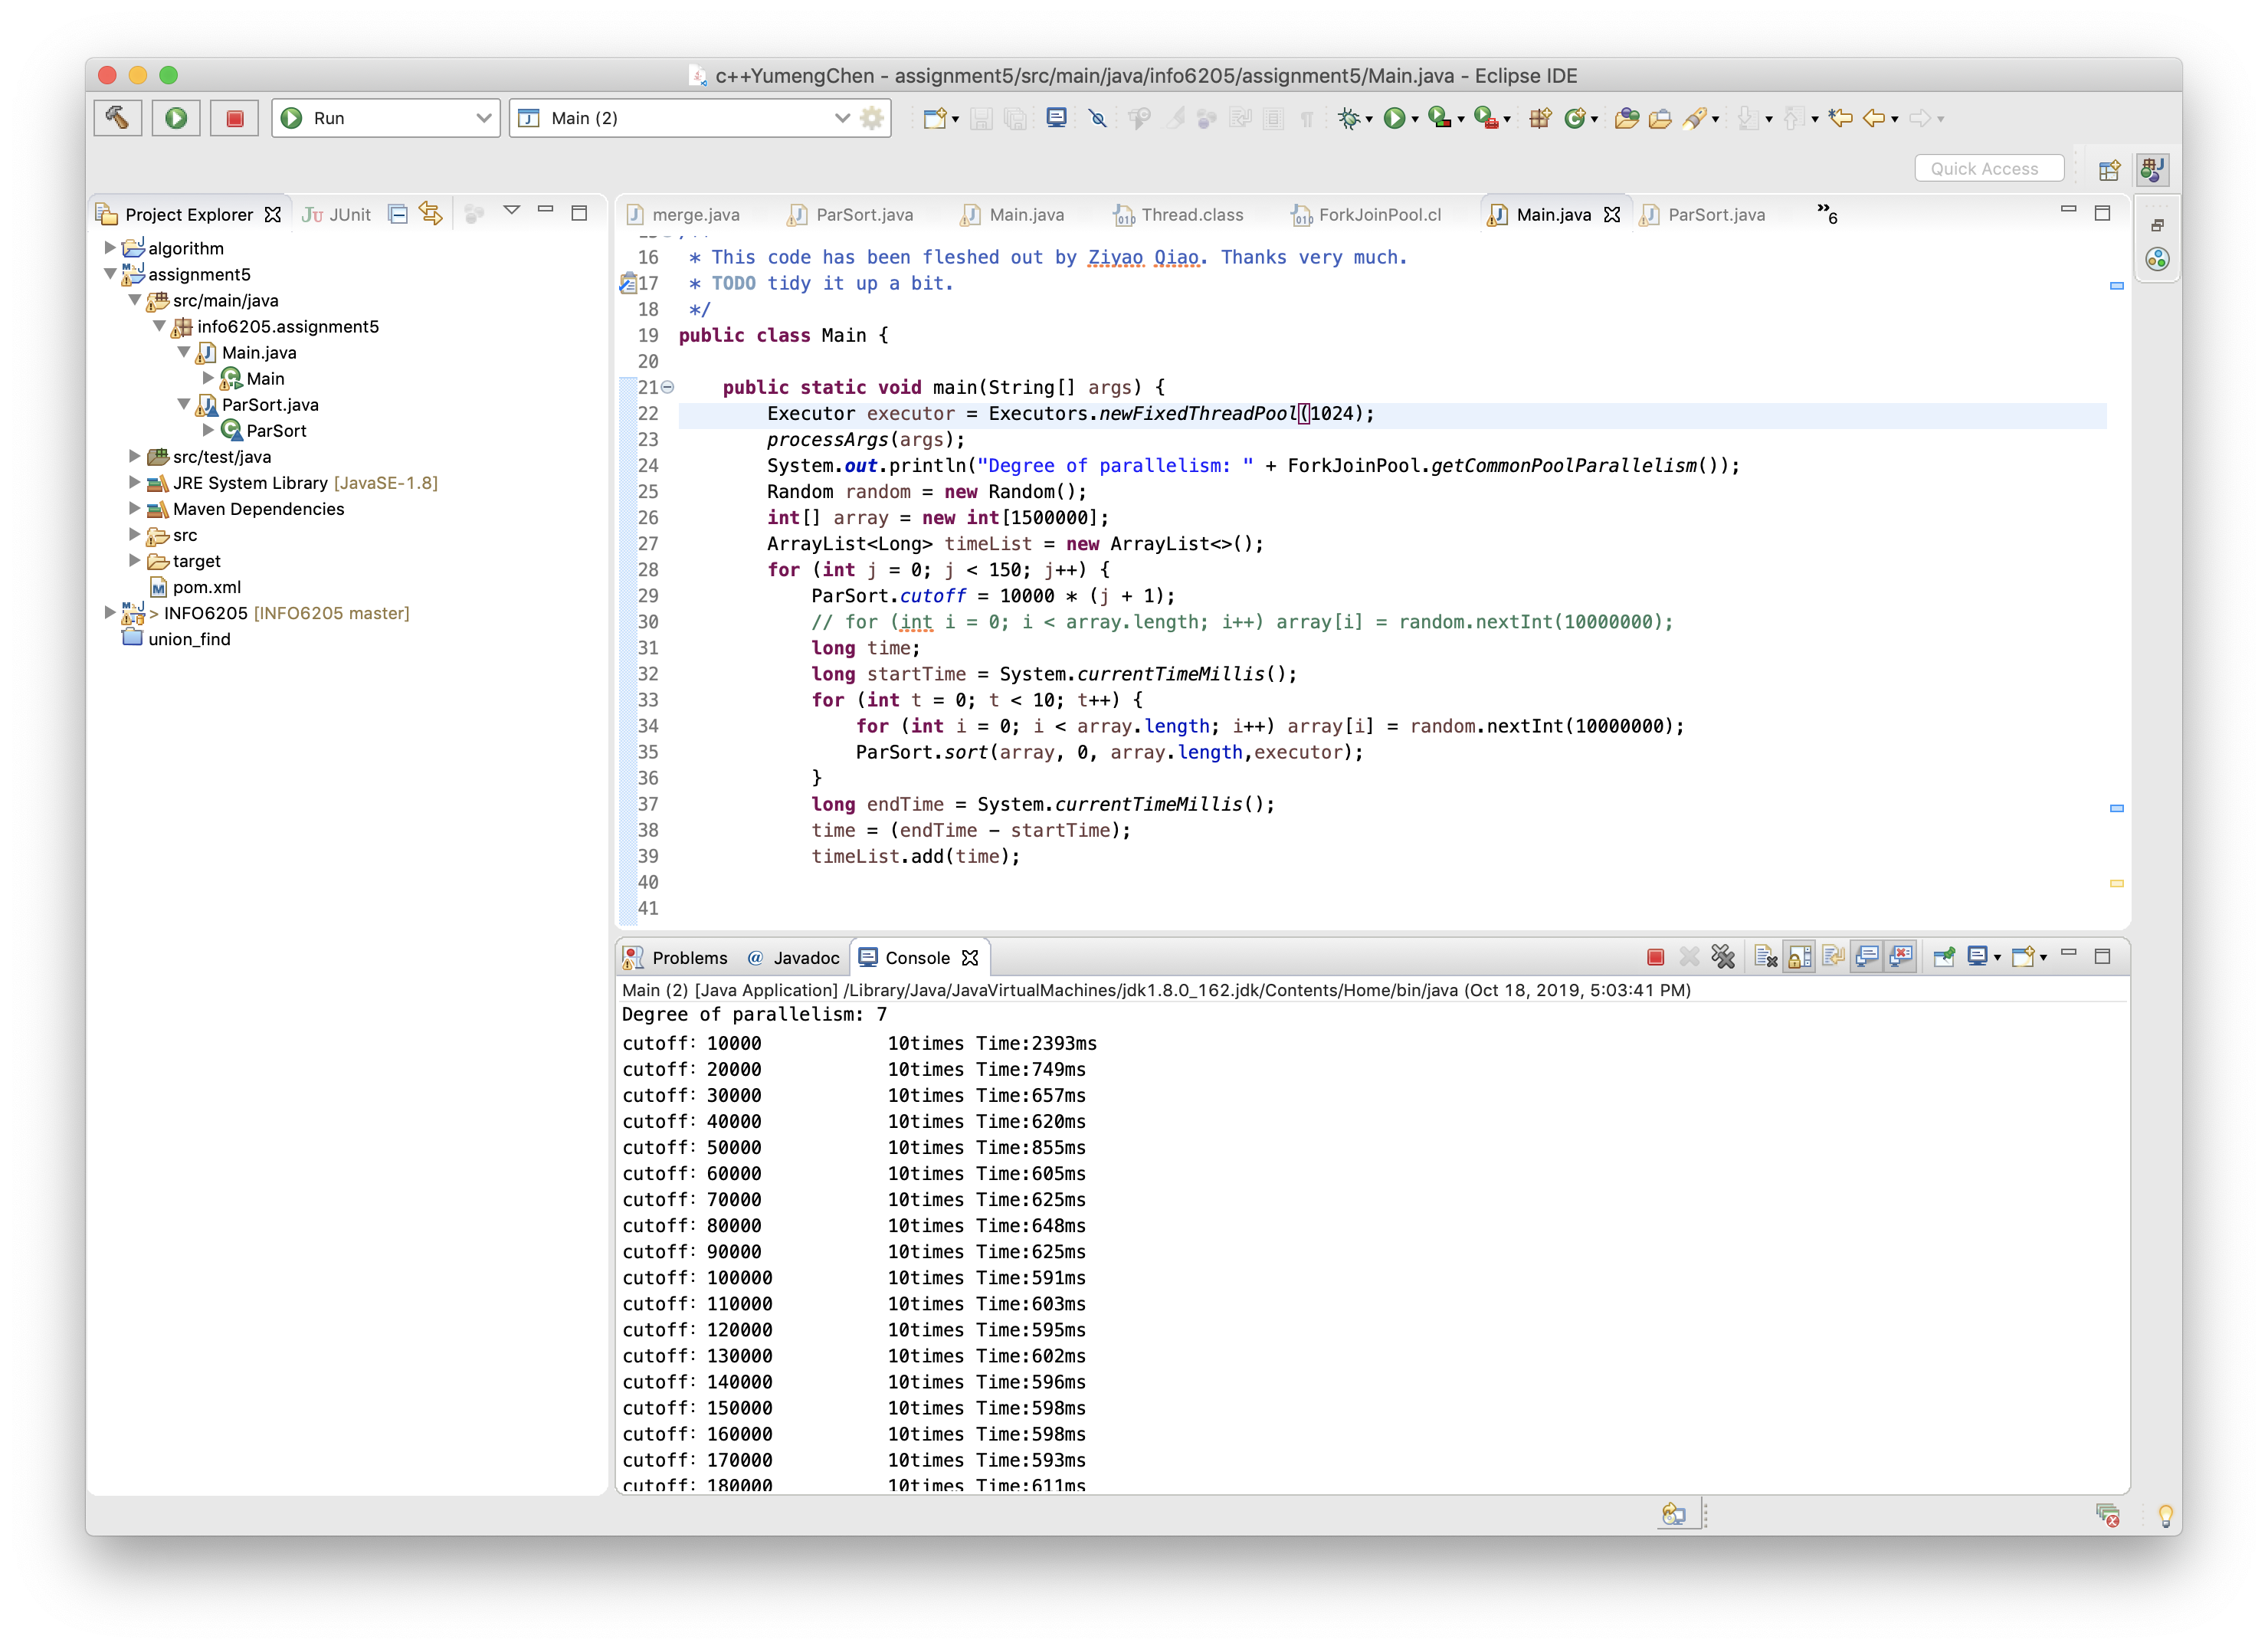 c++YumengChen - assignment5/src/main/java/info6205/assignment5/Main.java - Eclipse IDE
Run
Main (2)
Quick Access
Project Explorer
JUnit
algorithm
assignment5
src/main/java
info6205.assignment5
Main.java
Main
ParSort.java
ParSort
src/test/java
JRE System Library [JavaSE-1.8]
Maven Dependencies
src
target
pom.xml
> INFO6205 [INFO6205 master]
union_find
merge.java ParSort.java Main.java Thread.class ForkJoinPool.cl Main.java ParSort.java »6
16 * This code has been fleshed out by Ziyao Qiao. Thanks very much.
17 * TODO tidy it up a bit.
18 */
19 public class Main {
20
21 public static void main(String[] args) {
22 Executor executor = Executors.newFixedThreadPool(1024);
23 processArgs(args);
24 System.out.println("Degree of parallelism: " + ForkJoinPool.getCommonPoolParallelism());
25 Random random = new Random();
26 int[] array = new int[1500000];
27 ArrayList<Long> timeList = new ArrayList<>();
28 for (int j = 0; j < 150; j++) {
29 ParSort.cutoff = 10000 * (j + 1);
30 // for (int i = 0; i < array.length; i++) array[i] = random.nextInt(10000000);
31 long time;
32 long startTime = System.currentTimeMillis();
33 for (int t = 0; t < 10; t++) {
34 for (int i = 0; i < array.length; i++) array[i] = random.nextInt(10000000);
35 ParSort.sort(array, 0, array.length,executor);
36 }
37 long endTime = System.currentTimeMillis();
38 time = (endTime - startTime);
39 timeList.add(time);
40
41
Problems @ Javadoc Console
Main (2) [Java Application] /Library/Java/JavaVirtualMachines/jdk1.8.0_162.jdk/Contents/Home/bin/java (Oct 18, 2019, 5:03:41 PM)
Degree of parallelism: 7
cutoff: 10000 10times Time:2393ms
cutoff: 20000 10times Time:749ms
cutoff: 30000 10times Time:657ms
cutoff: 40000 10times Time:620ms
cutoff: 50000 10times Time:855ms
cutoff: 60000 10times Time:605ms
cutoff: 70000 10times Time:625ms
cutoff: 80000 10times Time:648ms
cutoff: 90000 10times Time:625ms
cutoff: 100000 10times Time:591ms
cutoff: 110000 10times Time:603ms
cutoff: 120000 10times Time:595ms
cutoff: 130000 10times Time:602ms
cutoff: 140000 10times Time:596ms
cutoff: 150000 10times Time:598ms
cutoff: 160000 10times Time:598ms
cutoff: 170000 10times Time:593ms
cutoff: 180000 10times Time:611ms